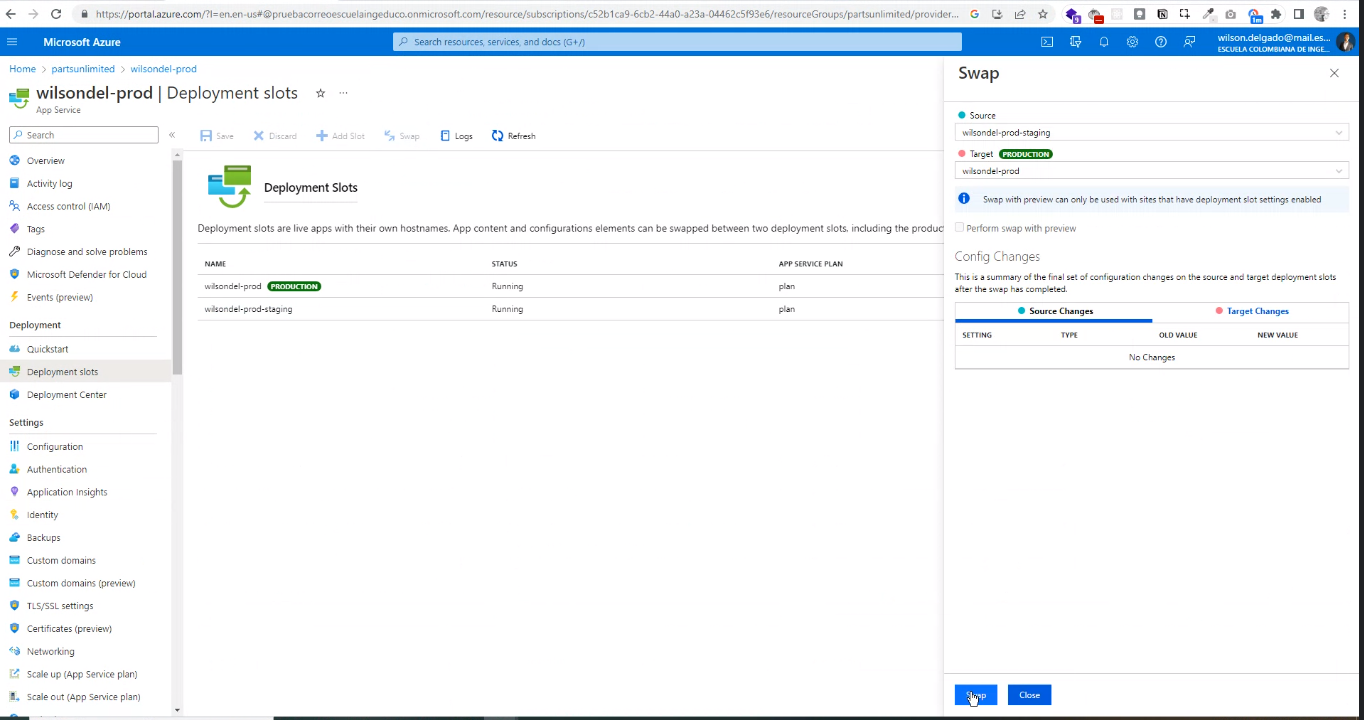 https://portal.azure.com/?l=en.en-us#@pruebacorreoescuelaingeduco.onmicrosoft.com/resource/subscriptions/c52b1ca9-6cb2-44a0-a23a-04462c5f93e6/resourceGroups/partsunlimited/provider...
Microsoft Azure
Search resources, services, and docs (G+/)
wilson.delgado@mail.es...
ESCUELA COLOMBIANA DE INGE...
Home > partsunlimited > wilsondel-prod
wilsondel-prod | Deployment slots
App Service
Search
Save Discard Add Slot Swap Logs Refresh
Overview
Activity log
Access control (IAM)
Tags
Diagnose and solve problems
Microsoft Defender for Cloud
Events (preview)
Deployment
Quickstart
Deployment slots
Deployment Center
Settings
Configuration
Authentication
Application Insights
Identity
Backups
Custom domains
Custom domains (preview)
TLS/SSL settings
Certificates (preview)
Networking
Scale up (App Service plan)
Scale out (App Service plan)
Deployment Slots
Deployment slots are live apps with their own hostnames. App content and configurations elements can be swapped between two deployment slots, including the produc
NAME STATUS APP SERVICE PLAN
wilsondel-prod PRODUCTION Running plan
wilsondel-prod-staging Running plan
Swap
Source
wilsondel-prod-staging
Target PRODUCTION
wilsondel-prod
Swap with preview can only be used with sites that have deployment slot settings enabled
Perform swap with preview
Config Changes
This is a summary of the final set of configuration changes on the source and target deployment slots
after the swap has completed.
Source Changes Target Changes
SETTING TYPE OLD VALUE NEW VALUE
No Changes
Swap Close